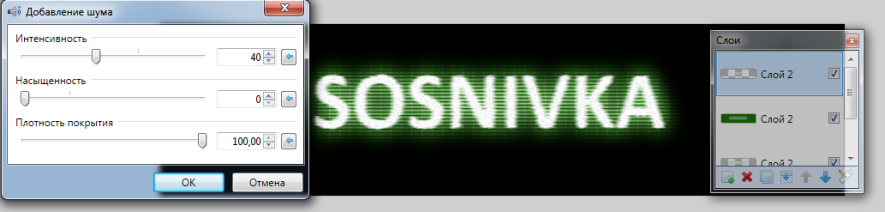 Добавление шума
Интенсивность
40
Насыщенность
0
Плотность покрытия
100,00
OK
Отмена
SOSNIVKA
Слои
Слой 2
Слой 2
Слой 2